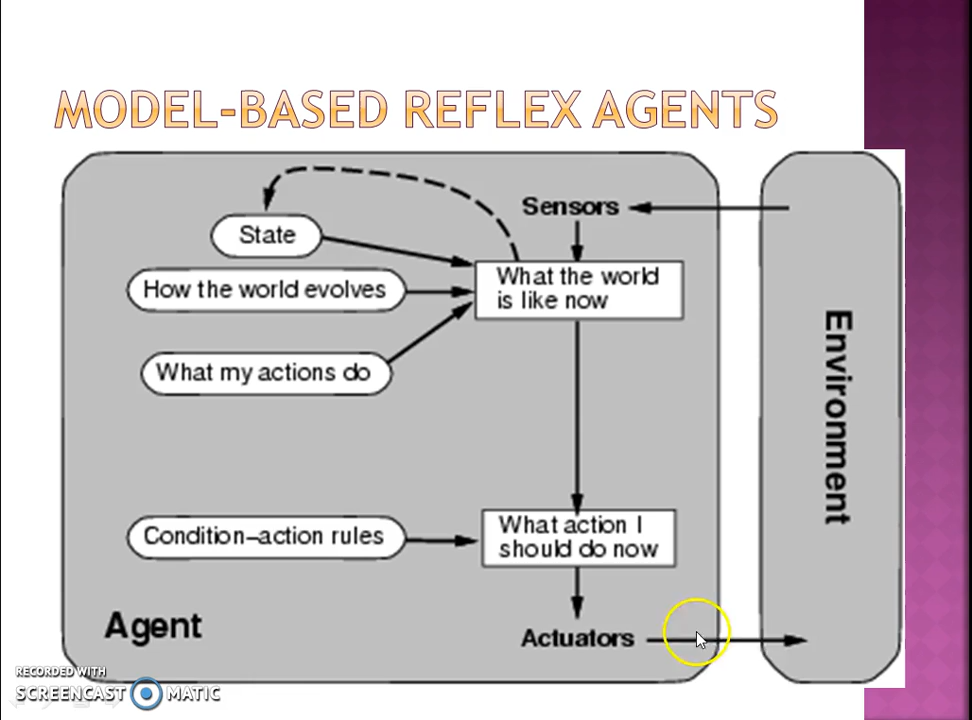 MODEL-BASED REFLEX AGENTS
Sensors
State
What the world
is like now
How the world evolves
What my actions do
Environment
Condition–action rules
What action I
should do now
Agent
Actuators
RECORDED WITH
SCREENCAST MATIC